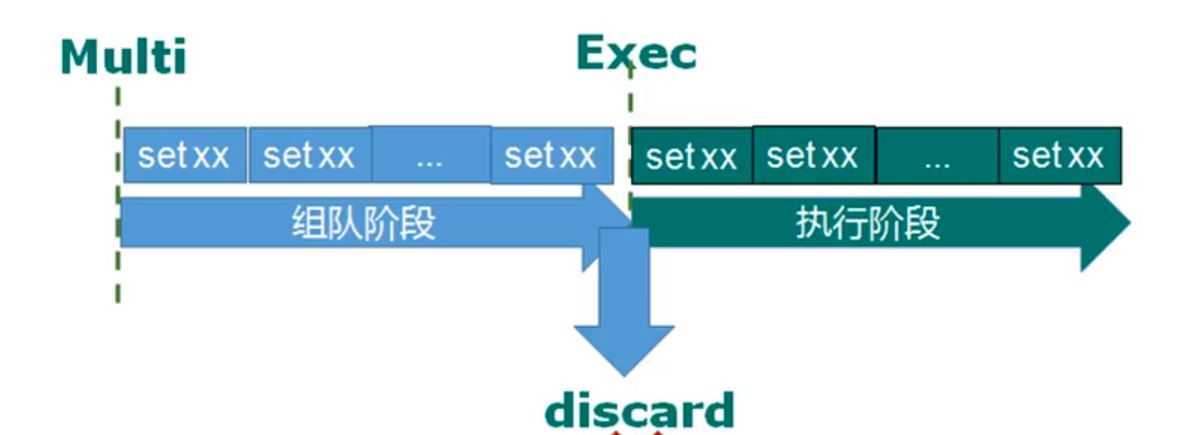 Multi
Exec
set xx set xx ... set xx
set xx set xx ... set xx
组队阶段
执行阶段
discard